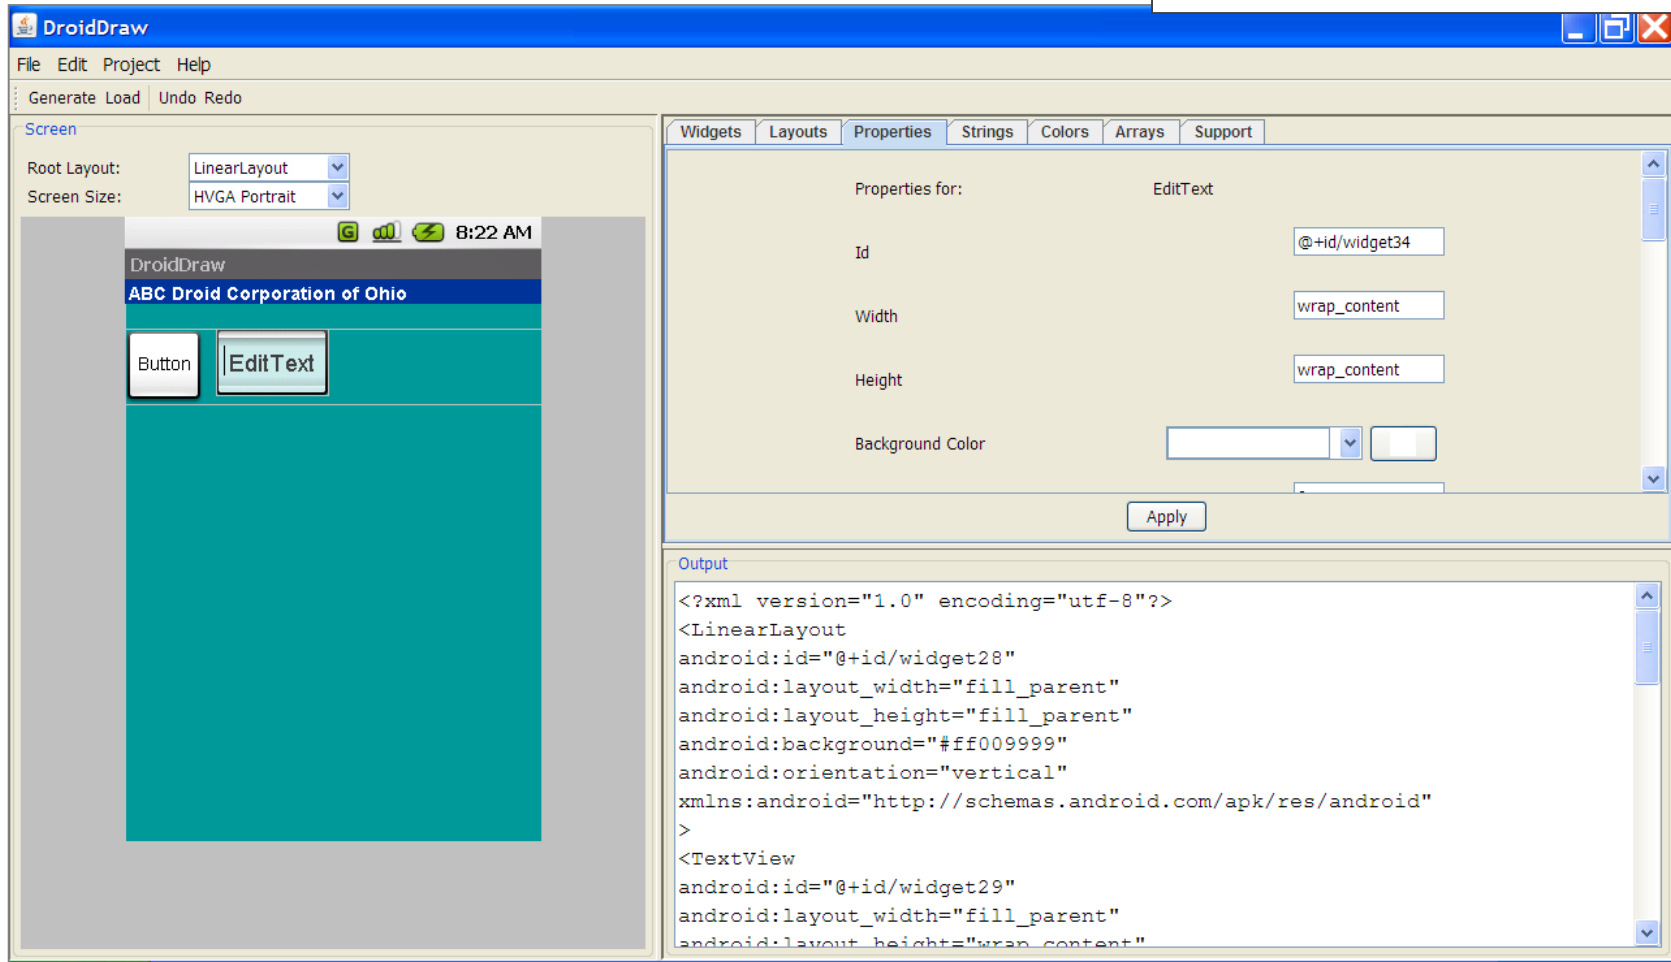 DroidDraw
File Edit Project Help
Generate Load Undo Redo
Screen
Root Layout: LinearLayout
Screen Size: HVGA Portrait
G 8:22 AM
DroidDraw
ABC Droid Corporation of Ohio
Button EditText
Widgets Layouts Properties Strings Colors Arrays Support
Properties for: EditText
Id @+id/widget34
Width wrap_content
Height wrap_content
Background Color
Apply
Output
<?xml version="1.0" encoding="utf-8"?>
<LinearLayout
android:id="@+id/widget28"
android:layout_width="fill_parent"
android:layout_height="fill_parent"
android:background="#ff009999"
android:orientation="vertical"
xmlns:android="http://schemas.android.com/apk/res/android"
>
<TextView
android:id="@+id/widget29"
android:layout_width="fill_parent"
android:layout_height="wrap_content"